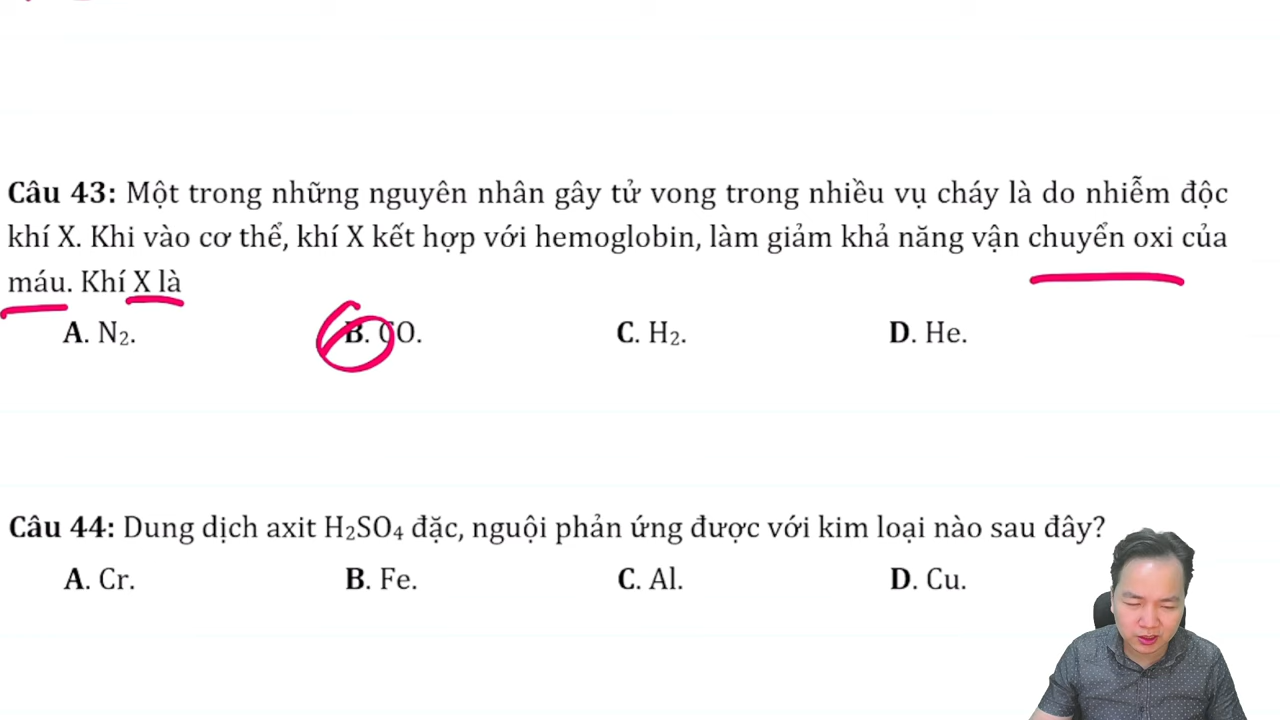 Câu 43: Một trong những nguyên nhân gây tử vong trong nhiều vụ cháy là do nhiễm độc
khí X. Khi vào cơ thể, khí X kết hợp với hemoglobin, làm giảm khả năng vận chuyển oxi của
máu. Khí X là
A. N₂. B. CO. C. H₂. D. He.
Câu 44: Dung dịch axit H₂SO₄ đặc, nguội phản ứng được với kim loại nào sau đây?
A. Cr. B. Fe. C. Al. D. Cu.